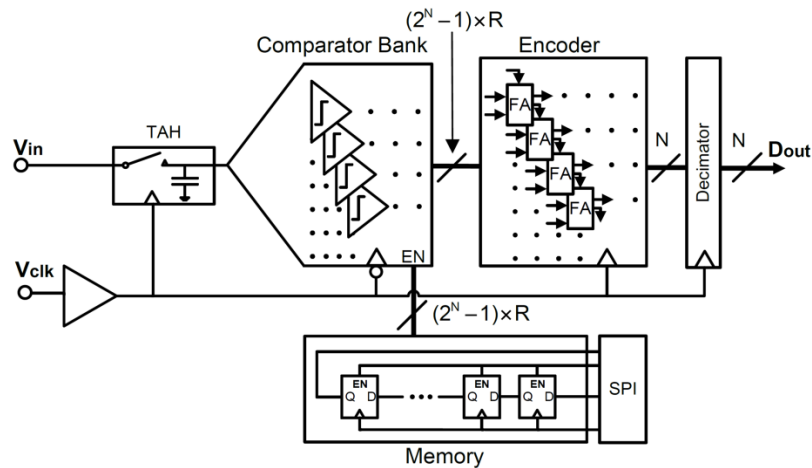 (2^N – 1)×R
Comparator Bank
Encoder
TAH
Vin
FA
FA
FA
FA
N
N
Decimator
Dout
EN
Vclk
(2^N – 1)×R
EN
Q D
EN
Q D
EN
Q D
SPI
Memory